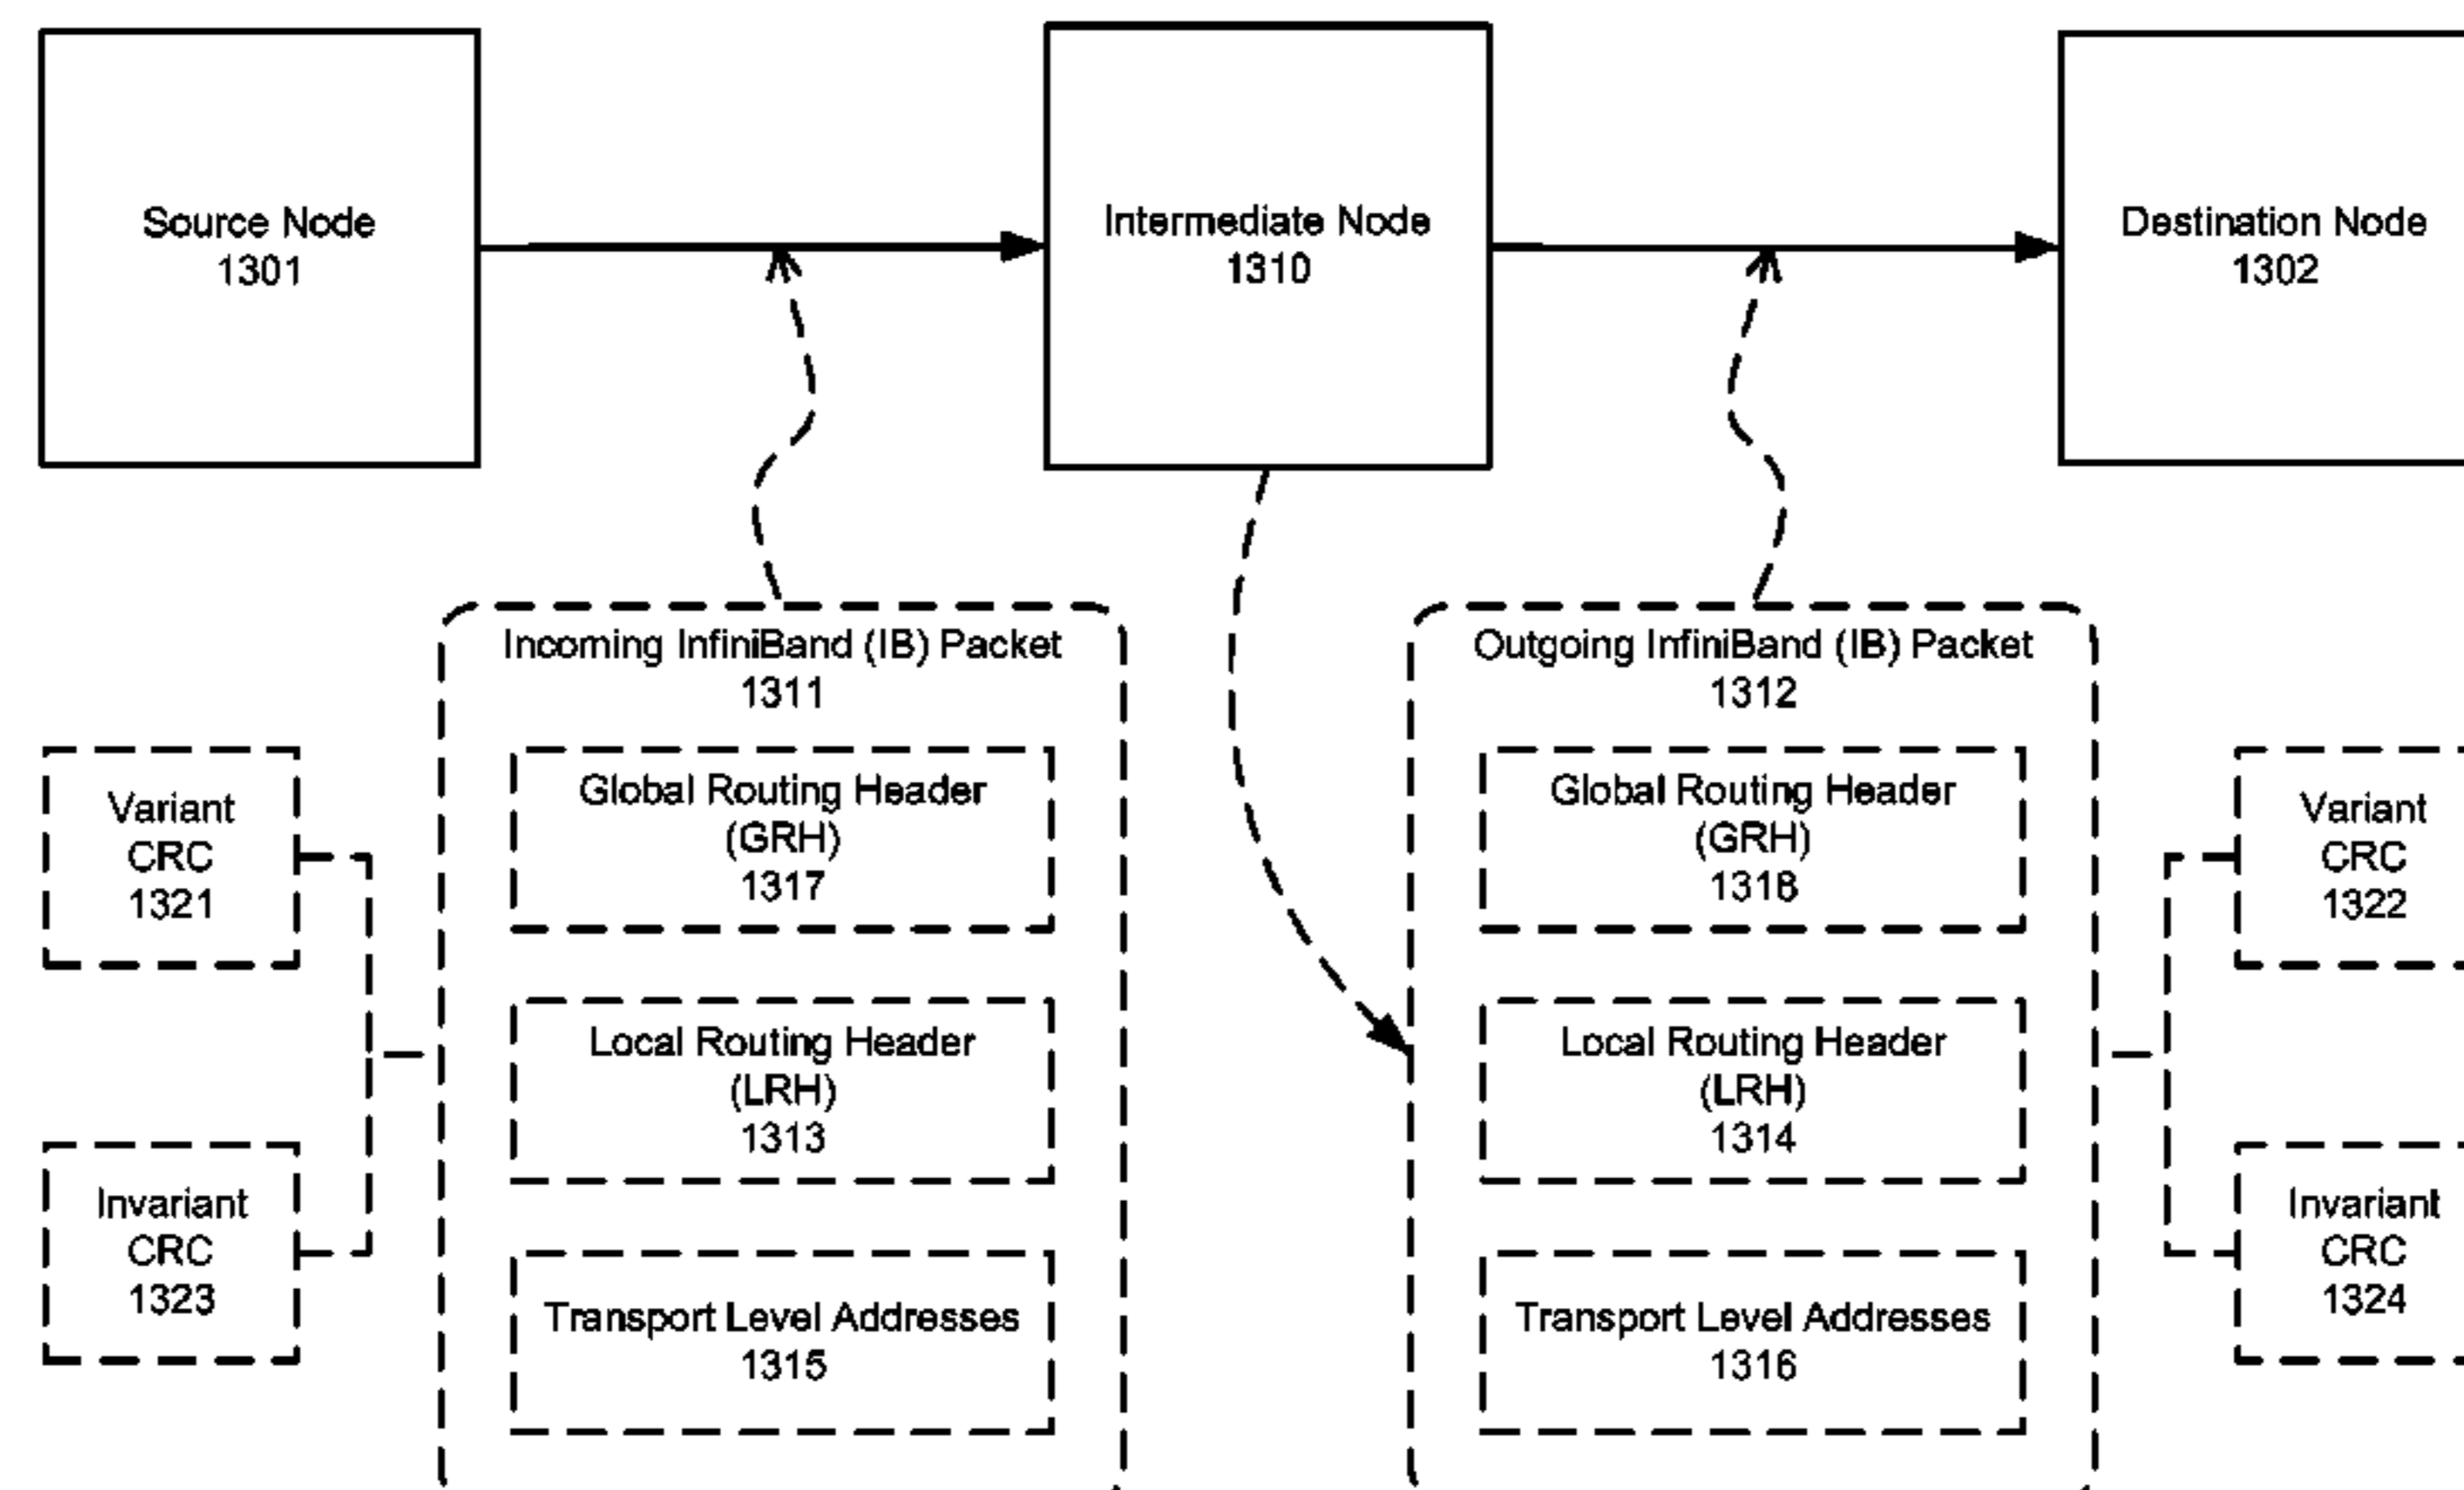 Source Node
1301
Intermediate Node
1310
Destination Node
1302
Incoming InfiniBand (IB) Packet
1311
Outgoing InfiniBand (IB) Packet
1312
Variant
CRC
1321
Global Routing Header
(GRH)
1317
Global Routing Header
(GRH)
1318
Variant
CRC
1322
Local Routing Header
(LRH)
1313
Local Routing Header
(LRH)
1314
Invariant
CRC
1323
Transport Level Addresses
1315
Transport Level Addresses
1316
Invariant
CRC
1324